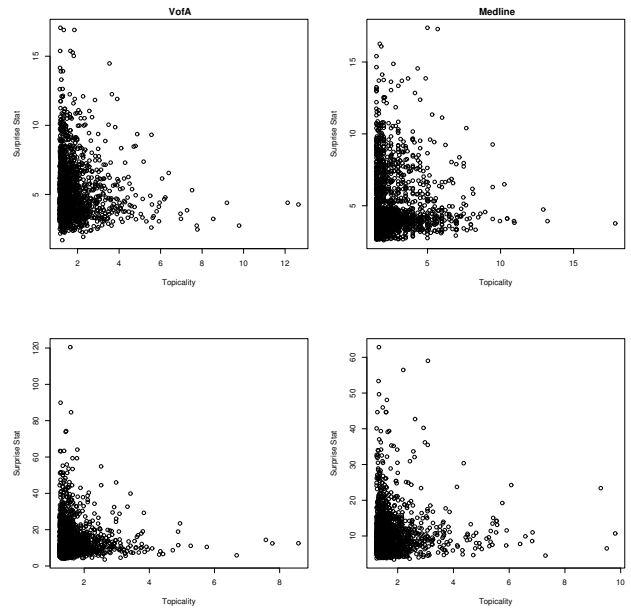 VofA
Surprise Stat
15
10
5
2 4 6 8 10 12
Topicality
Medline
Surprise Stat
15
10
5
5 10 15
Topicality
Surprise Stat
120
100
80
60
40
20
0
2 4 6 8
Topicality
Surprise Stat
60
50
40
30
20
10
2 4 6 8 10
Topicality